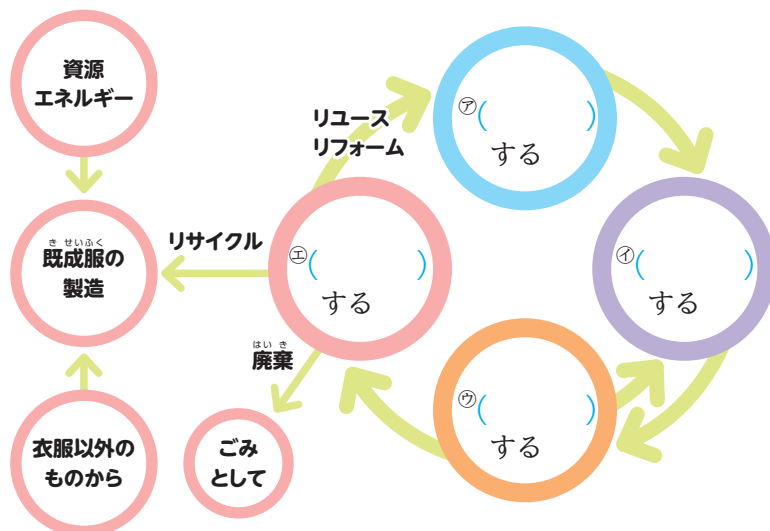 資源
エネルギー
きせいふく
既成服の
製造
衣服以外の
ものから
リサイクル
はいき
廃棄
ごみ
として
リユース
リフォーム
㋐(　　　　)
する
㋑(　　　　)
する
㋒(　　　　)
する
㋓(　　　　)
する